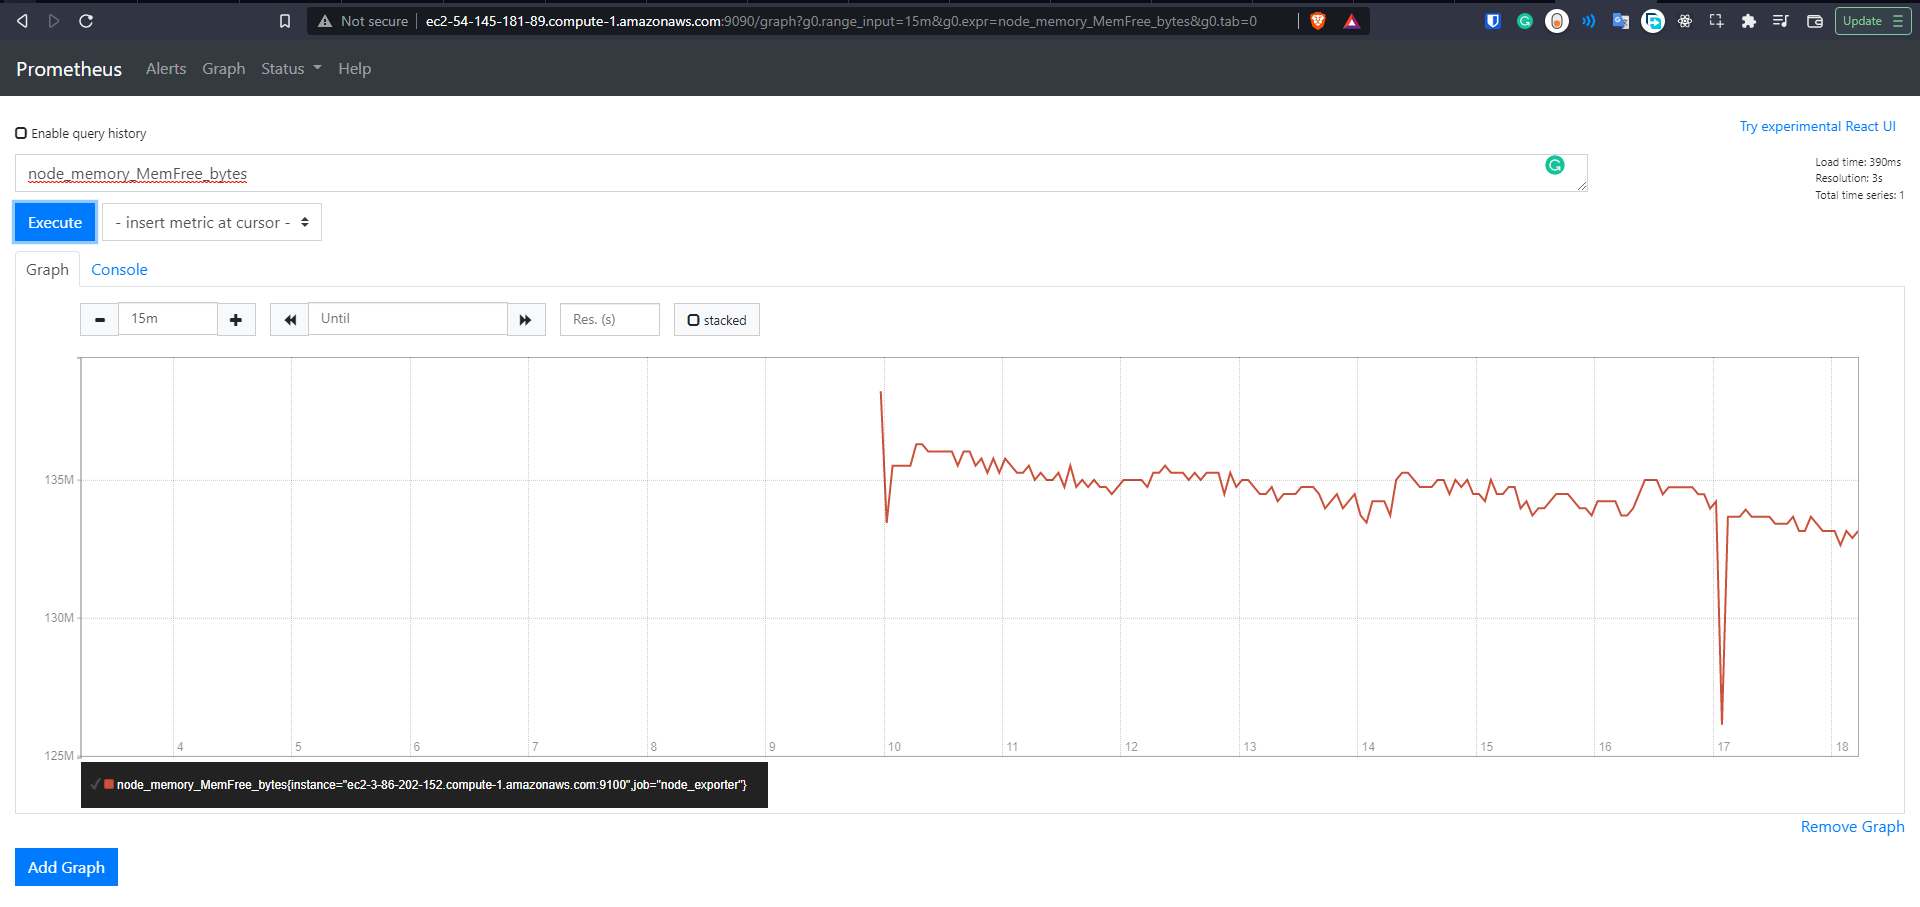 Not secure ec2-54-145-181-89.compute-1.amazonaws.com:9090/graph?g0.range_input=15m&g0.expr=node_memory_MemFree_bytes&g0.tab=0 Update
Prometheus Alerts Graph Status Help
Enable query history
Try experimental React UI
node_memory_MemFree_bytes
Load time: 390ms
Resolution: 3s
Total time series: 1
Execute - insert metric at cursor -
Graph Console
15m Until Res. (s) stacked
135M
130M
125M
4 5 6 7 8 9 10 11 12 13 14 15 16 17 18
node_memory_MemFree_bytes{instance="ec2-3-86-202-152.compute-1.amazonaws.com:9100",job="node_exporter"}
Remove Graph
Add Graph